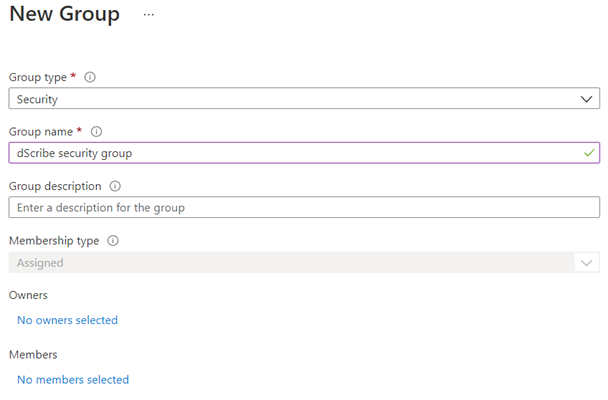 New Group ...
Group type *
Security
Group name *
dScribe security group
Group description
Enter a description for the group
Membership type
Assigned
Owners
No owners selected
Members
No members selected